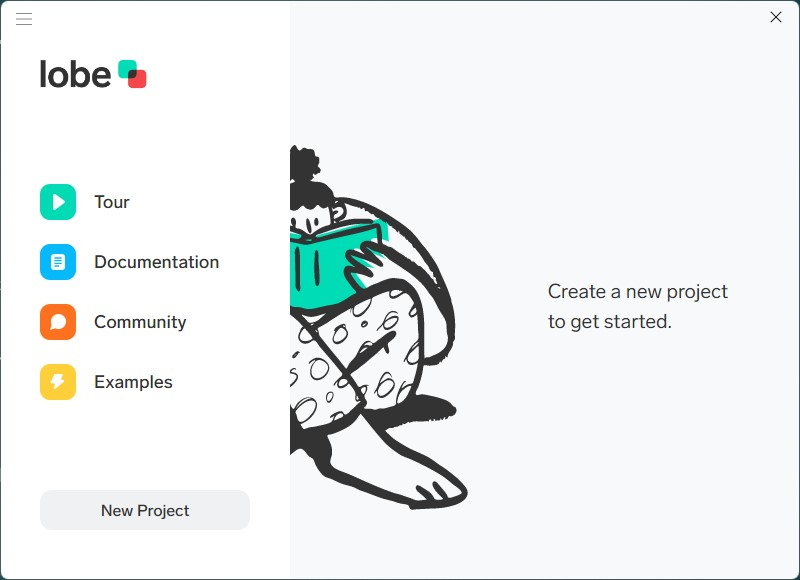 lobe
Tour
Documentation
Community
Examples
New Project
Create a new project
to get started.